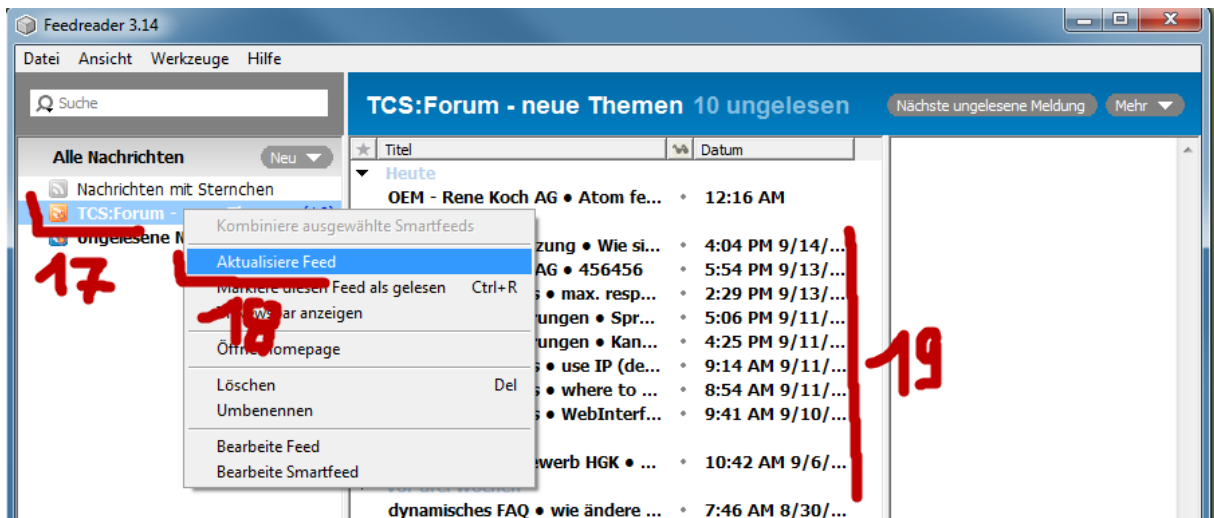 Feedreader 3.14
Datei Ansicht Werkzeuge Hilfe
Suche
TCS:Forum - neue Themen 10 ungelesen
Nächste ungelesene Meldung Mehr
Alle Nachrichten Neu
Titel Datum
Nachrichten mit Sternchen
Heute
TCS:Forum -
OEM - Rene Koch AG • Atom fe... 12:16 AM
Ungelesene N
Kombiniere ausgewählte Smartfeeds
Aktualisiere Feed
Markiere diesen Feed als gelesen Ctrl+R
anzeigen
Öffne Homepage
Löschen Del
Umbenennen
Bearbeite Feed
Bearbeite Smartfeed
zung • Wie si... 4:04 PM 9/14/...
AG • 456456 5:54 PM 9/13/...
s • max. resp... 2:29 PM 9/13/...
rungen • Spr... 5:06 PM 9/11/...
rungen • Kan... 4:25 PM 9/11/...
s • use IP (de... 9:14 AM 9/11/...
s • where to ... 8:54 AM 9/11/...
s • WebInterf... 9:41 AM 9/10/...
ewerb HGK • ... 10:42 AM 9/6/...
vor drei Wochen
dynamisches FAQ • wie ändere ... 7:46 AM 8/30/...
17
18
19